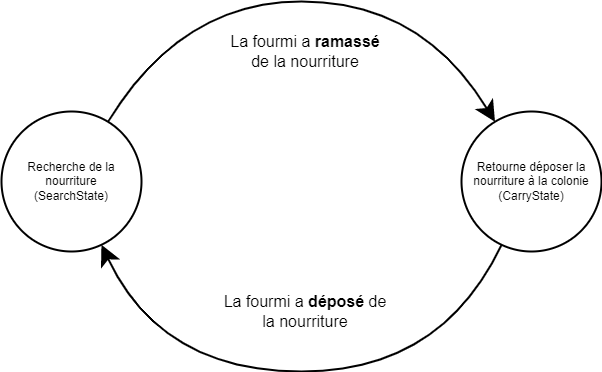 La fourmi a ramassé
de la nourriture
Recherche de la
nourriture
(SearchState)
Retourne déposer la
nourriture à la colonie
(CarryState)
La fourmi a déposé de
la nourriture